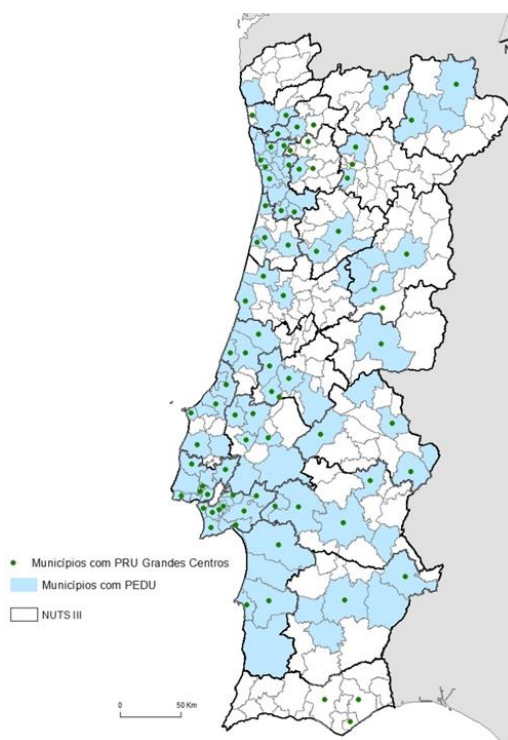 N
Municípios com PRU Grandes Centros
Municípios com PEDU
NUTS III
0 50 Km